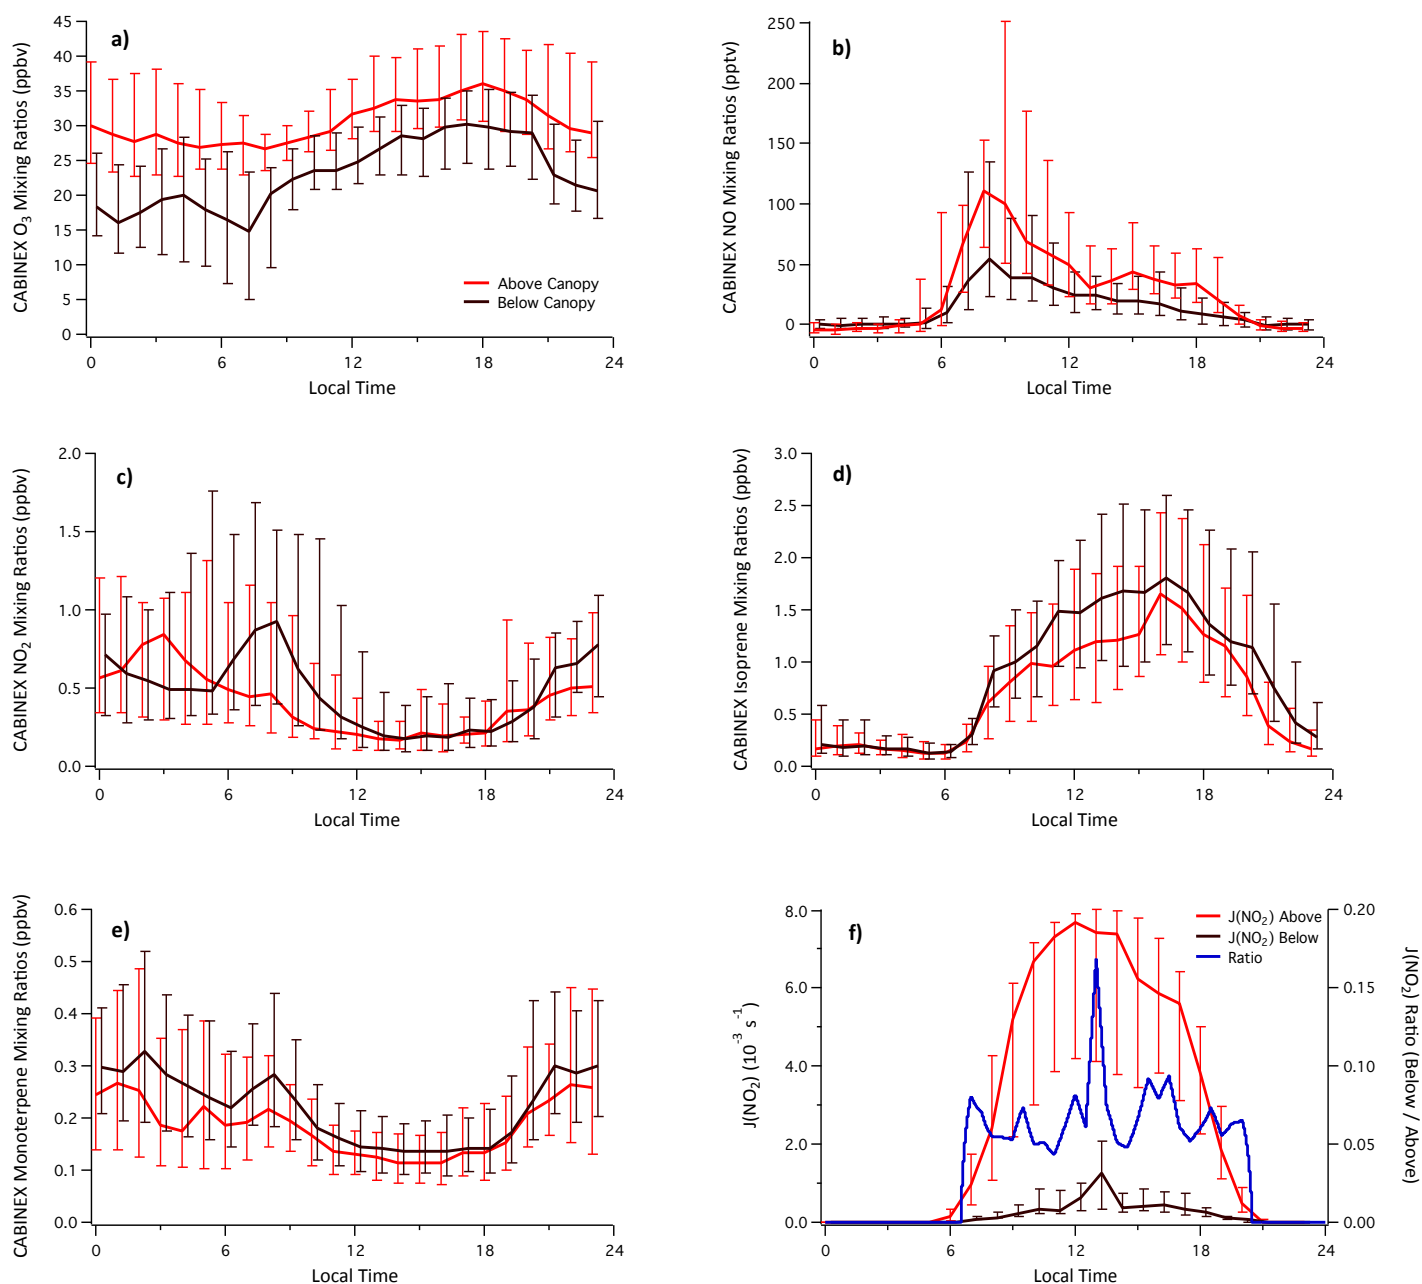 a)
CABINEX O3 Mixing Ratios (ppbv)
45
40
35
30
25
20
15
10
5
0
Above Canopy
Below Canopy
0 6 12 18 24
Local Time
b)
CABINEX NO Mixing Ratios (pptv)
250
200
150
100
50
0
0 6 12 18 24
Local Time
c)
CABINEX NO2 Mixing Ratios (ppbv)
2.0
1.5
1.0
0.5
0.0
0 6 12 18 24
Local Time
d)
CABINEX Isoprene Mixing Ratios (ppbv)
3.0
2.5
2.0
1.5
1.0
0.5
0.0
0 6 12 18 24
Local Time
e)
CABINEX Monoterpene Mixing Ratios (ppbv)
0.6
0.5
0.4
0.3
0.2
0.1
0.0
0 6 12 18 24
Local Time
f)
J(NO2) (10-3 s-1)
8.0
6.0
4.0
2.0
0.0
J(NO2) Above
J(NO2) Below
Ratio
0.20
0.15
0.10
0.05
0.00
J(NO2) Ratio (Below / Above)
0 6 12 18 24
Local Time